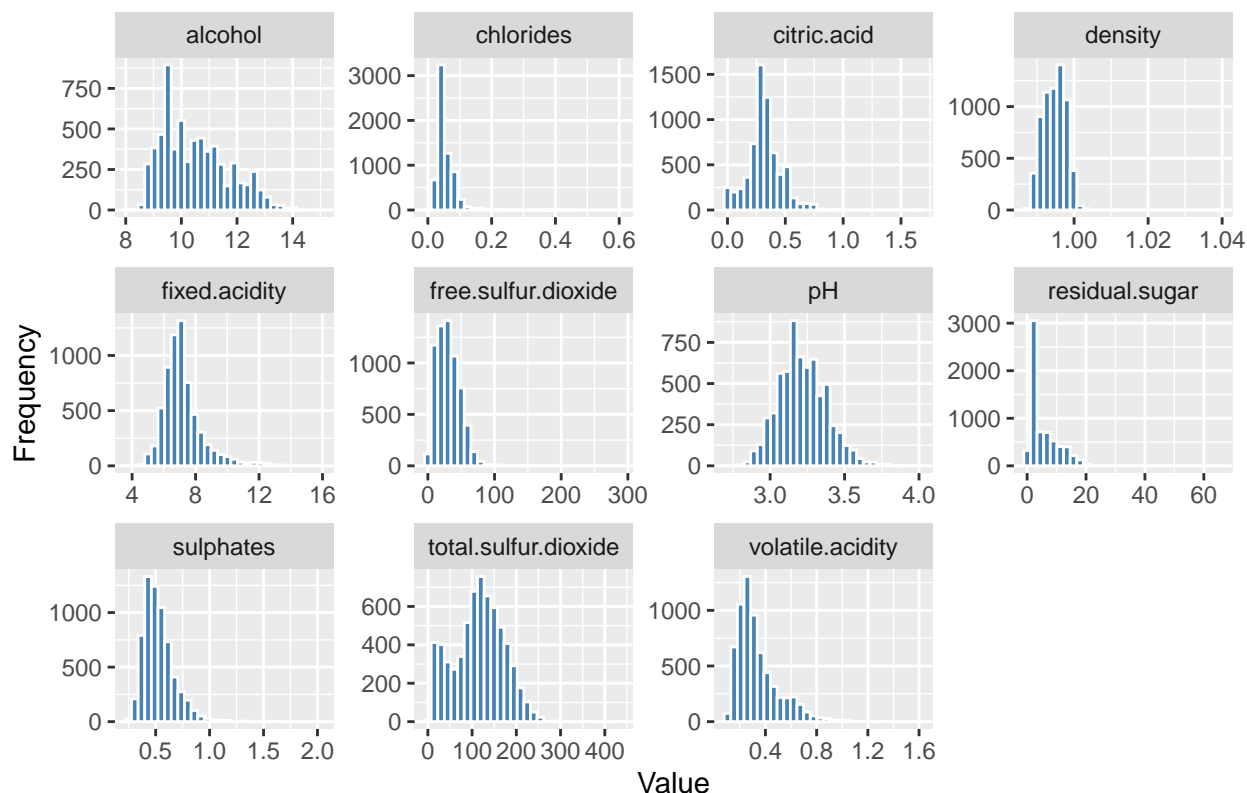 alcohol chlorides citric.acid density
750 500 250 0
3000 2000 1000 0
1500 1000 500 0
1000 500 0
8 10 12 14
0.0 0.2 0.4 0.6
0.0 0.5 1.0 1.5
1.00 1.02 1.04
fixed.acidity free.sulfur.dioxide pH residual.sugar
1000 500 0
1000 500 0
750 500 250 0
3000 2000 1000 0
4 8 12 16
0 100 200 300
3.0 3.5 4.0
0 20 40 60
sulphates total.sulfur.dioxide volatile.acidity
1000 500 0
600 400 200 0
1000 500 0
0.5 1.0 1.5 2.0
0 100 200 300 400
0.4 0.8 1.2 1.6
Frequency
Value